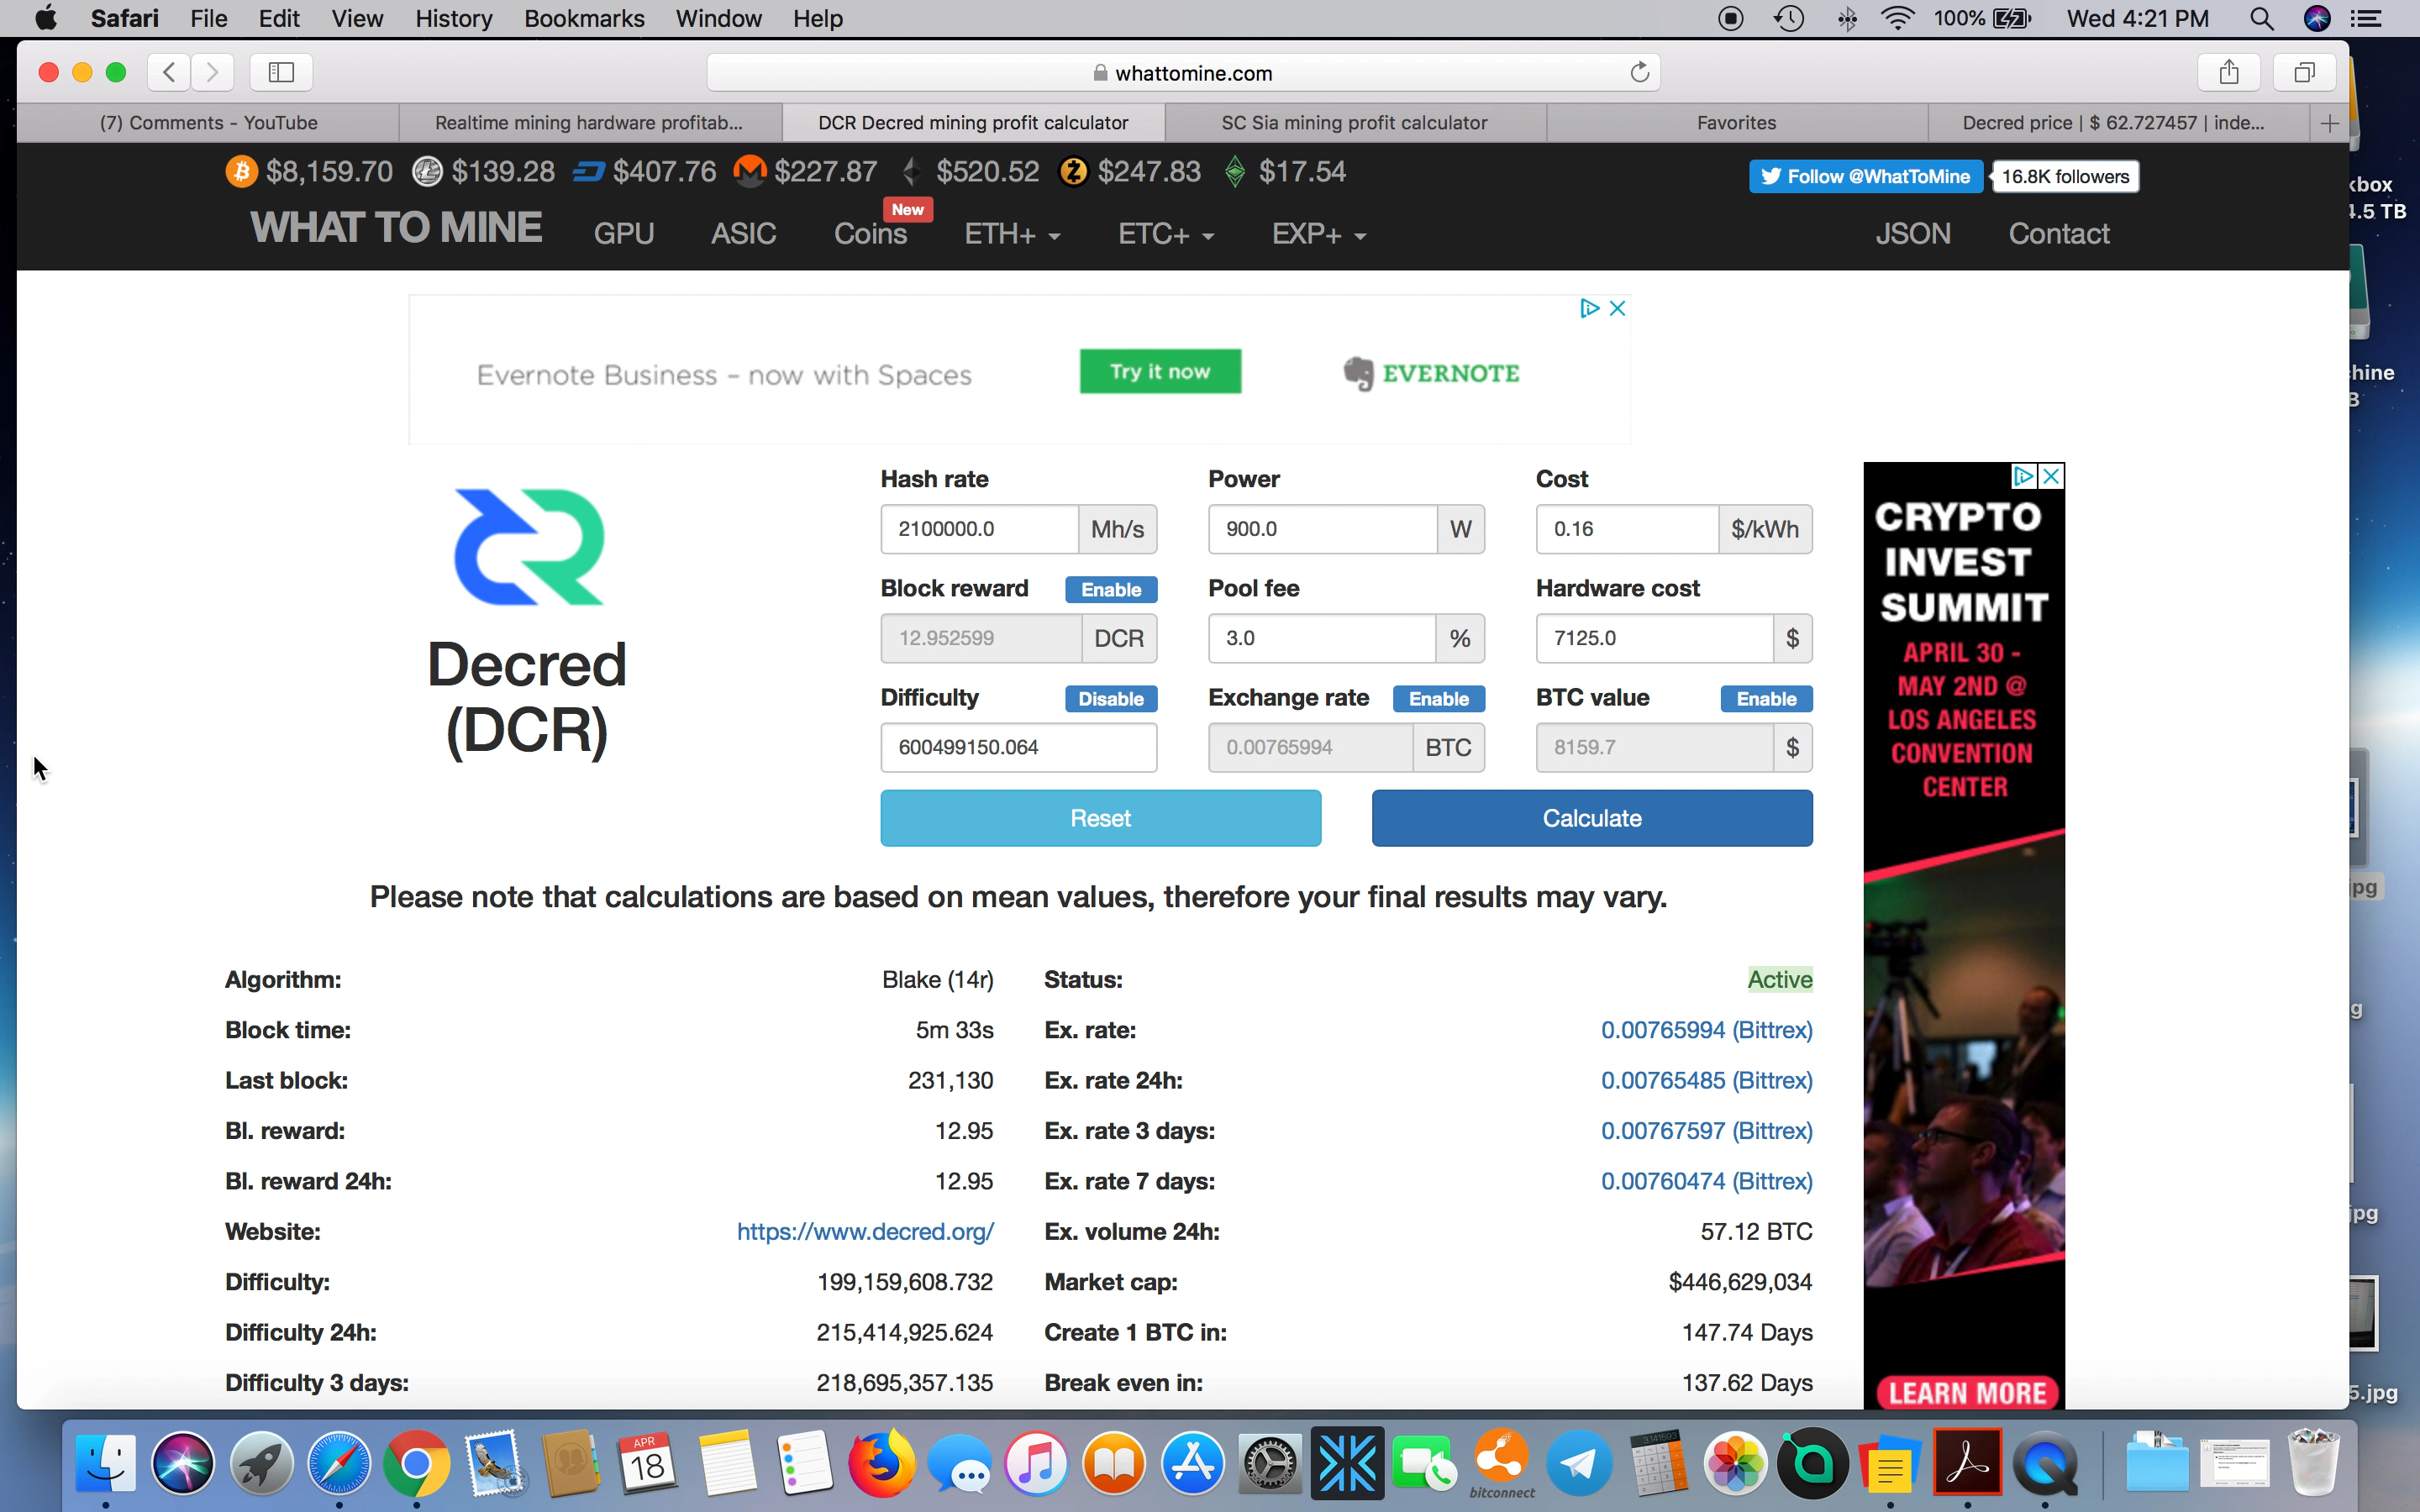 Safari File Edit View History Bookmarks Window Help 100% Wed 4:21 PM
whattomine.com
(7) Comments - YouTube Realtime mining hardware profitab... DCR Decred mining profit calculator SC Sia mining profit calculator Favorites Decred price | $ 62.727457 | inde... +
$8,159.70 $139.28 $407.76 $227.87 $520.52 $247.83 $17.54 Follow @WhatToMine 16.8K followers
New
WHAT TO MINE GPU ASIC Coins ETH+ ETC+ EXP+ JSON Contact
kbox
4.5 TB
Evernote Business – now with Spaces Try it now EVERNOTE
chine
B
Hash rate Power Cost
2100000.0 Mh/s 900.0 W 0.16 $/kWh
Block reward Enable Pool fee Hardware cost
12.952599 DCR 3.0 % 7125.0 $
Difficulty Disable Exchange rate Enable BTC value Enable
600499150.064 0.00765994 BTC 8159.7 $
Reset Calculate
Decred
(DCR)
CRYPTO
INVEST
SUMMIT
APRIL 30 -
MAY 2ND @
LOS ANGELES
CONVENTION
CENTER
LEARN MORE
Please note that calculations are based on mean values, therefore your final results may vary.
Algorithm: Blake (14r) Status: Active
Block time: 5m 33s Ex. rate: 0.00765994 (Bittrex)
Last block: 231,130 Ex. rate 24h: 0.00765485 (Bittrex)
Bl. reward: 12.95 Ex. rate 3 days: 0.00767597 (Bittrex)
Bl. reward 24h: 12.95 Ex. rate 7 days: 0.00760474 (Bittrex)
Website: https://www.decred.org/ Ex. volume 24h: 57.12 BTC
Difficulty: 199,159,608.732 Market cap: $446,629,034
Difficulty 24h: 215,414,925.624 Create 1 BTC in: 147.74 Days
Difficulty 3 days: 218,695,357.135 Break even in: 137.62 Days
jpg
g
jpg
5.jpg
APR
18
bitconnect